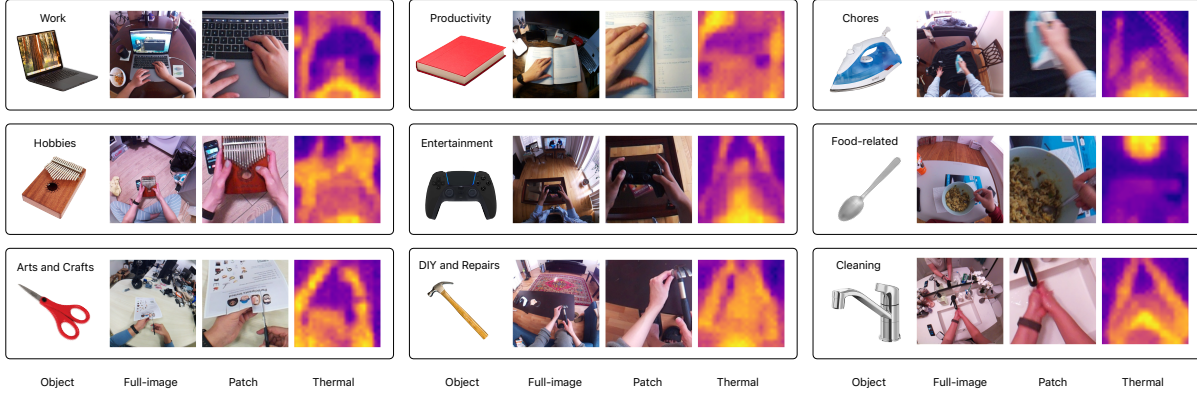 Work
Productivity
Chores
Hobbies
Entertainment
Food-related
Arts and Crafts
DIY and Repairs
Cleaning
Object Full-image Patch Thermal Object Full-image Patch Thermal Object Full-image Patch Thermal